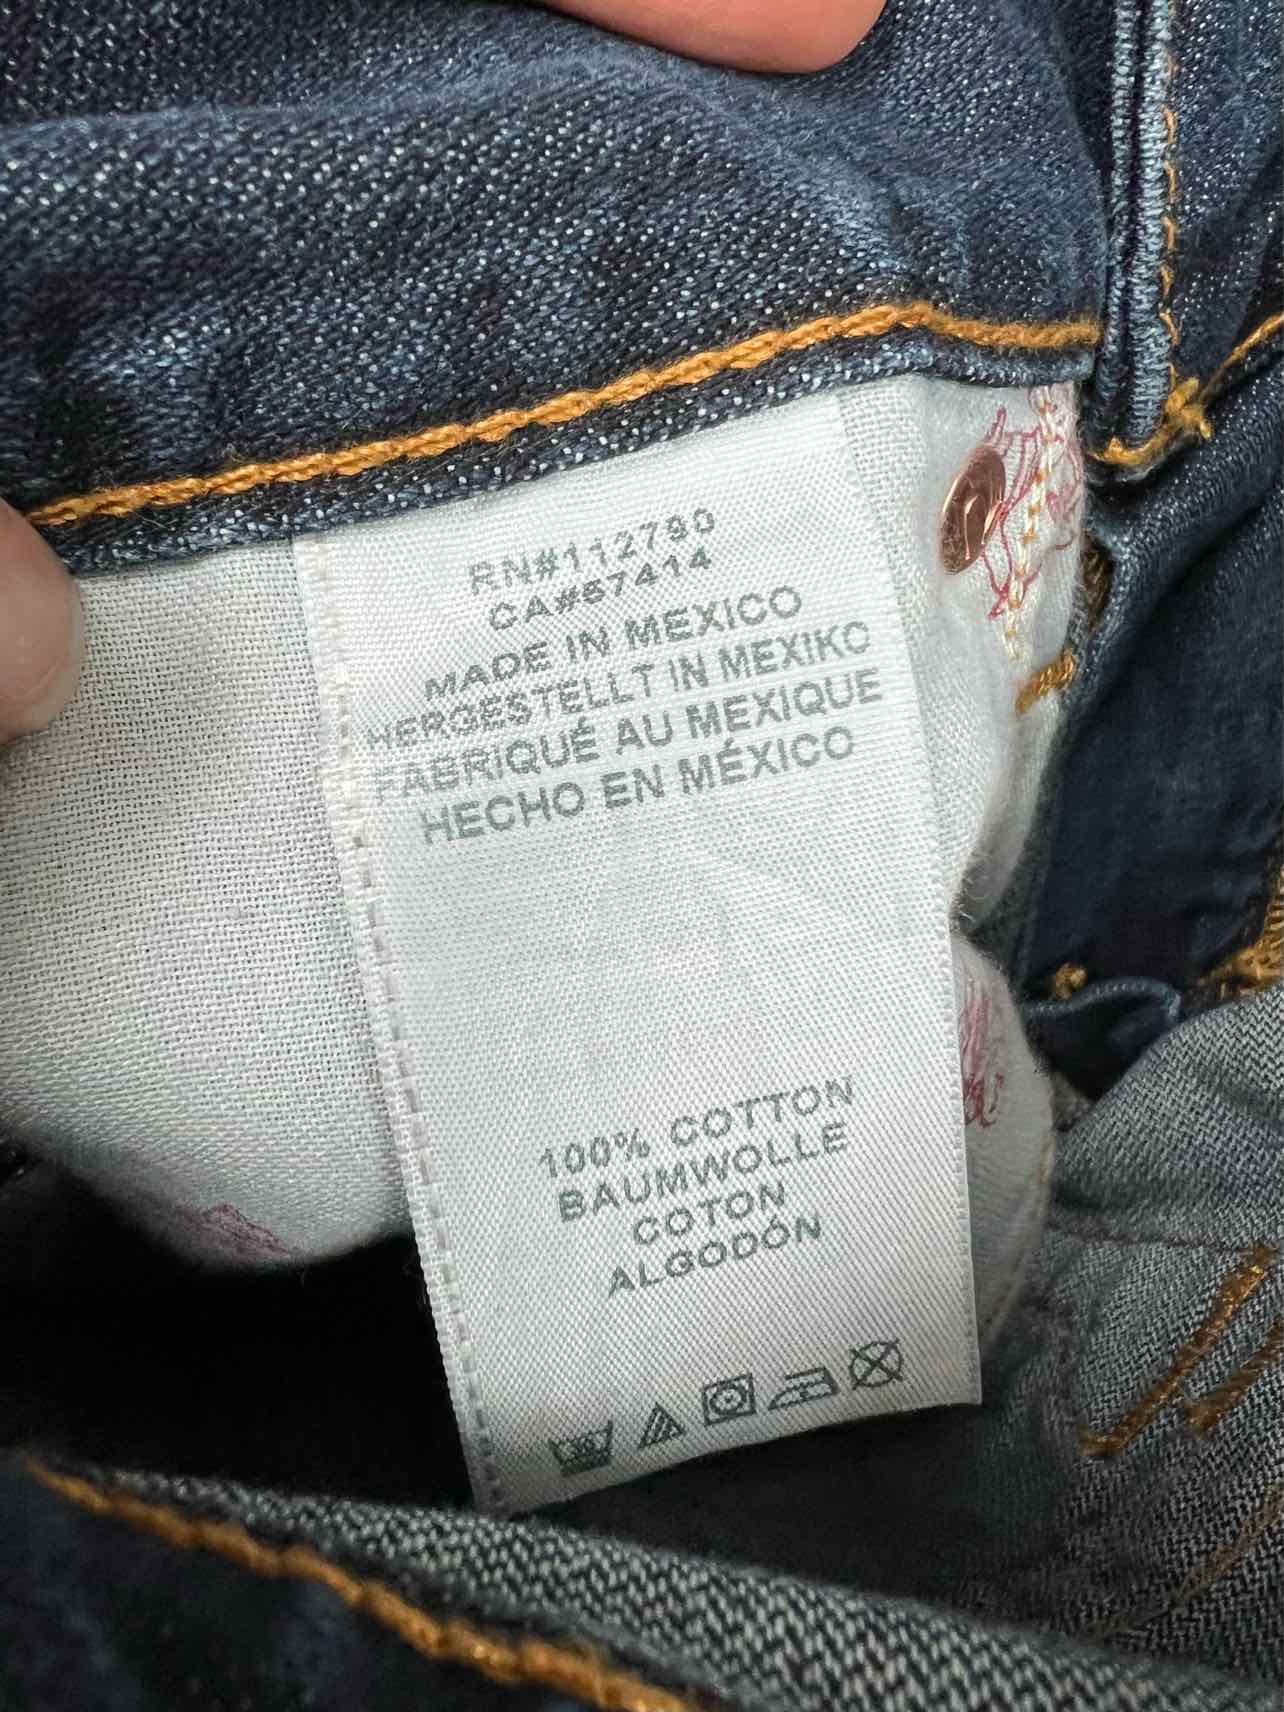 RN#112790
CA#67414
MADE IN MEXICO
HERGESTELLT IN MEXIKO
FABRIQUÉ AU MEXIQUE
HECHO EN MÉXICO
100% COTTON
BAUMWOLLE
COTON
ALGODÓN